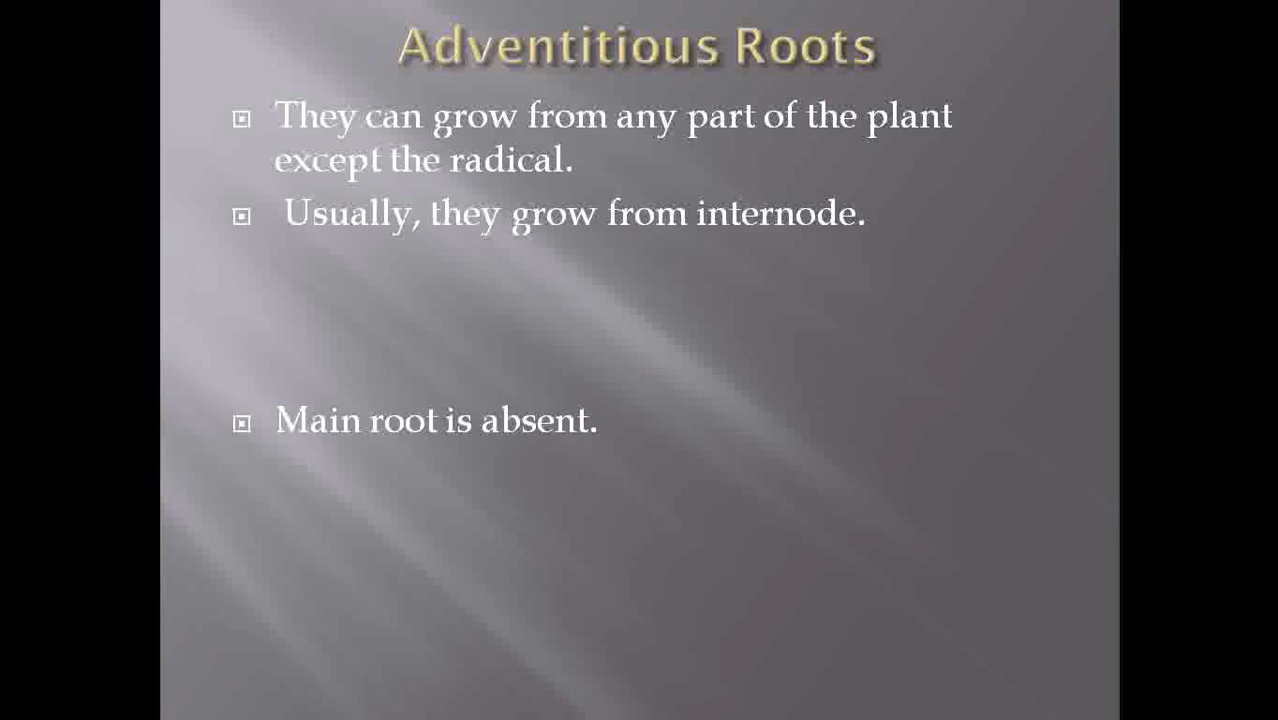 Adventitious Roots
They can grow from any part of the plant
except the radical.
Usually, they grow from internode.
Main root is absent.